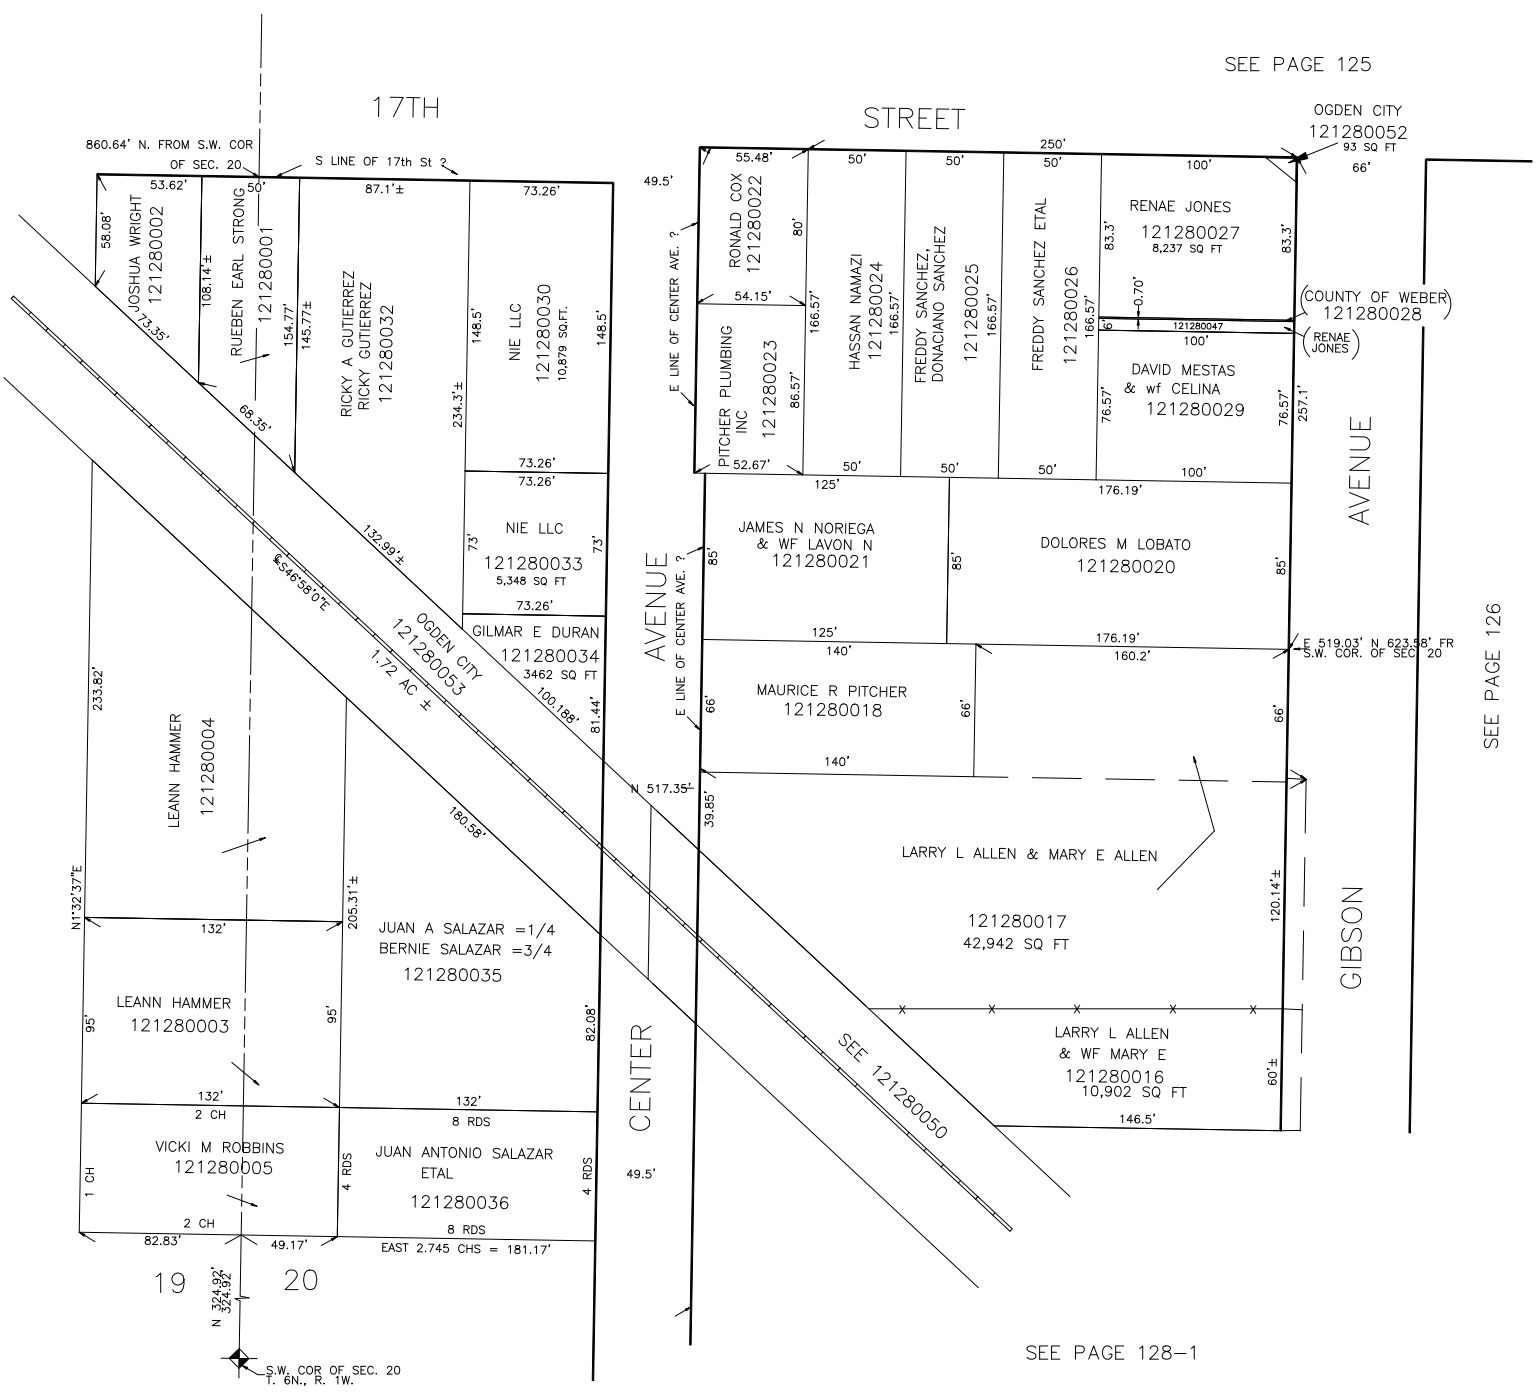 SEE PAGE 125
17TH
STREET
OGDEN CITY
121280052
93 SQ FT
66'
860.64' N. FROM S.W. COR
OF SEC. 20
S LINE OF 17th St ?
250'
53.62'
50'
87.1'±
73.26'
49.5'
55.48'
50'
50'
50'
100'
58.08'
JOSHUA WRIGHT
121280002
108.14'±
73.35'
RUEBEN EARL STRONG
121280001
154.77'
145.77±
68.35'
RICKY A GUTIERREZ
RICKY GUTIERREZ
121280032
234.3'±
148.5'
NIE LLC
121280030
10,879 SQ.FT.
148.5'
73.26'
E LINE OF CENTER AVE. ?
RONALD COX
121280022
80'
54.15'
PITCHER PLUMBING
INC
121280023
86.57'
52.67'
166.57'
HASSAN NAMAZI
121280024
166.57'
50'
FREDDY SANCHEZ,
DONACIANO SANCHEZ
121280025
166.57'
50'
FREDDY SANCHEZ ETAL
121280026
166.57'
50'
RENAE JONES
121280027
8,237 SQ FT
83.3'
83.3'
0.70'
(COUNTY OF WEBER)
121280028
6'
121280047
(RENAE
JONES)
100'
DAVID MESTAS
& wf CELINA
121280029
76.57'
76.57'
257.1'
100'
AVENUE
73.26'
NIE LLC
121280033
5,348 SQ FT
73'
73'
73.26'
132.99'±
GILMAR E DURAN
121280034
3462 SQ FT
100.188'
81.44'
AVENUE
E LINE OF CENTER AVE. ?
125'
176.19'
JAMES N NORIEGA
& WF LAVON N
121280021
85'
85'
DOLORES M LOBATO
121280020
85'
125'
176.19'
E 519.03' N 623.58' FR
S.W. COR. OF SEC. 20
SEE PAGE 126
140'
160.2'
MAURICE R PITCHER
121280018
66'
66'
66'
140'
℄S46°58'0"E
OGDEN CITY
121280053
1.72 AC ±
N 517.35'
39.85'
233.82'
LEANN HAMMER
121280004
180.58'
LARRY L ALLEN & MARY E ALLEN
121280017
42,942 SQ FT
120.14'±
GIBSON
N1°32'37"E
132'
205.31'±
JUAN A SALAZAR =1/4
BERNIE SALAZAR =3/4
121280035
82.08'
LEANN HAMMER
121280003
95'
95'
x x x x x
LARRY L ALLEN
& WF MARY E
121280016
10,902 SQ FT
60'±
146.5'
SEE 121280050
CENTER
132'
2 CH
132'
8 RDS
VICKI M ROBBINS
121280005
1 CH
4 RDS
JUAN ANTONIO SALAZAR
ETAL
121280036
4 RDS
49.5'
2 CH
8 RDS
82.83'
49.17'
EAST 2.745 CHS = 181.17'
19
20
N 324.92'
324.92'
S.W. COR OF SEC. 20
T. 6N., R. 1W.
SEE PAGE 128-1